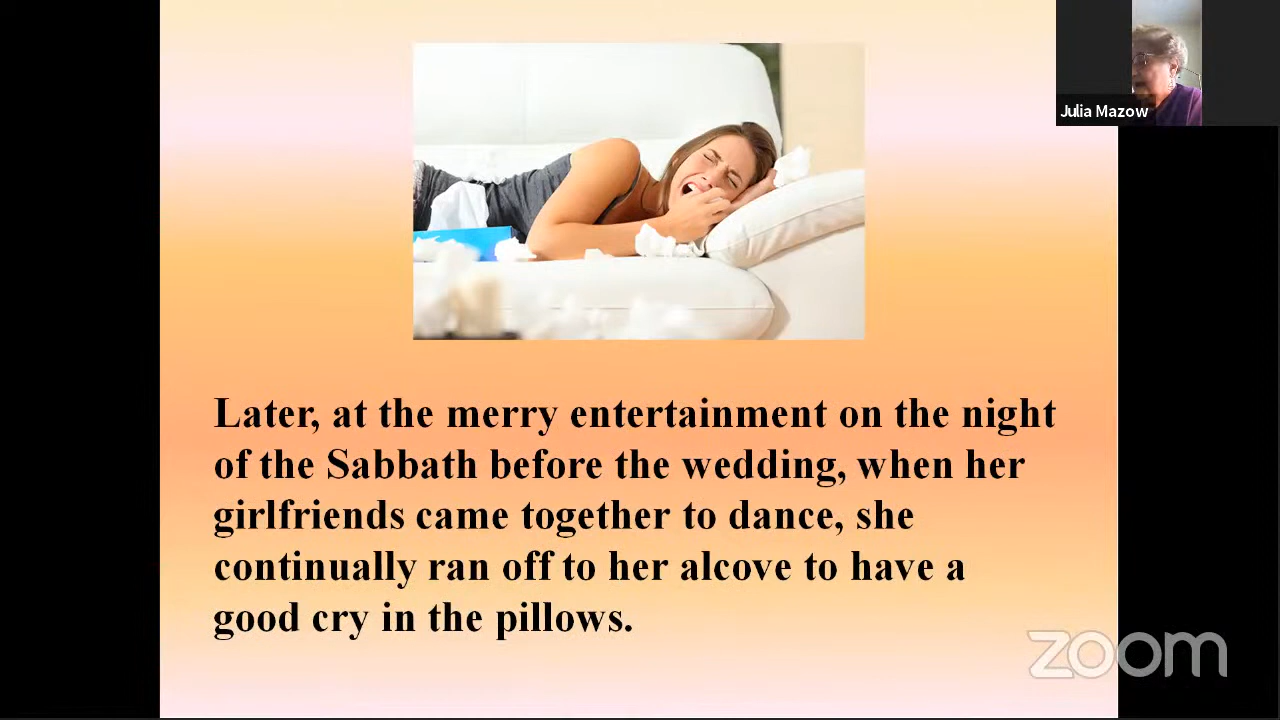 Julia Mazow
Later, at the merry entertainment on the night
of the Sabbath before the wedding, when her
girlfriends came together to dance, she
continually ran off to her alcove to have a
good cry in the pillows.
zoom